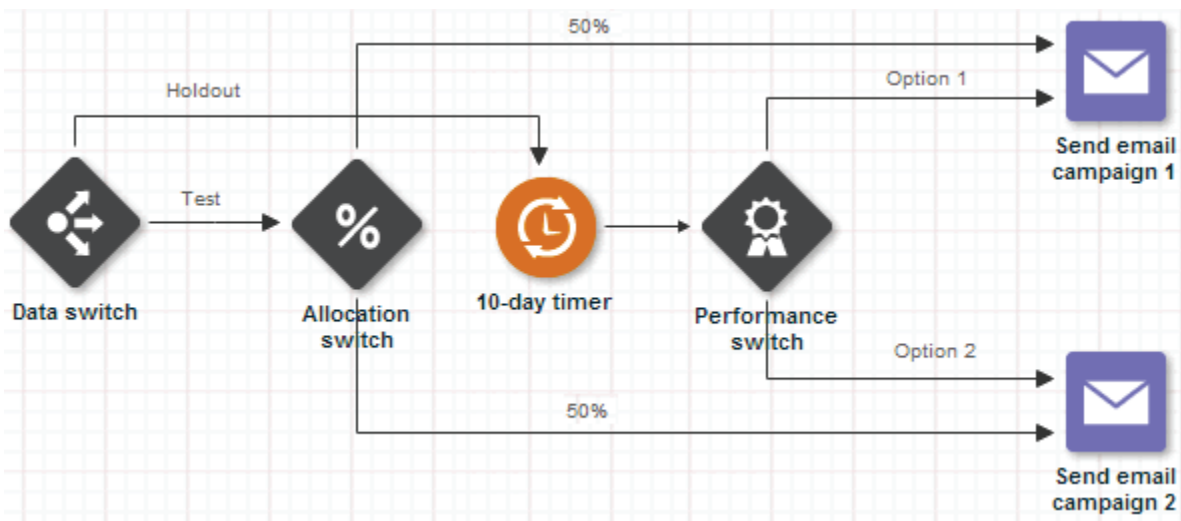 50%
Option 1
Holdout
Send email
campaign 1
Test
%
Data switch
Allocation
switch
10-day timer
Performance
switch
Option 2
50%
Send email
campaign 2